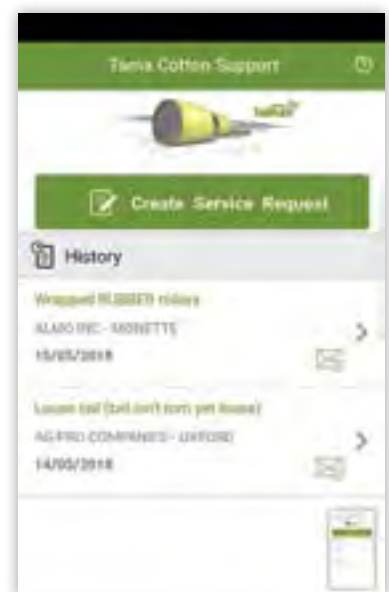 Tama Cotton Support
Create Service Request
History
Wrapped RUBBER rollers
ALMO INC - MONETTE
15/05/2018
Loose tail (tail isn't torn yet loose)
AG PRO COMPANIES - OXFORD
14/05/2018